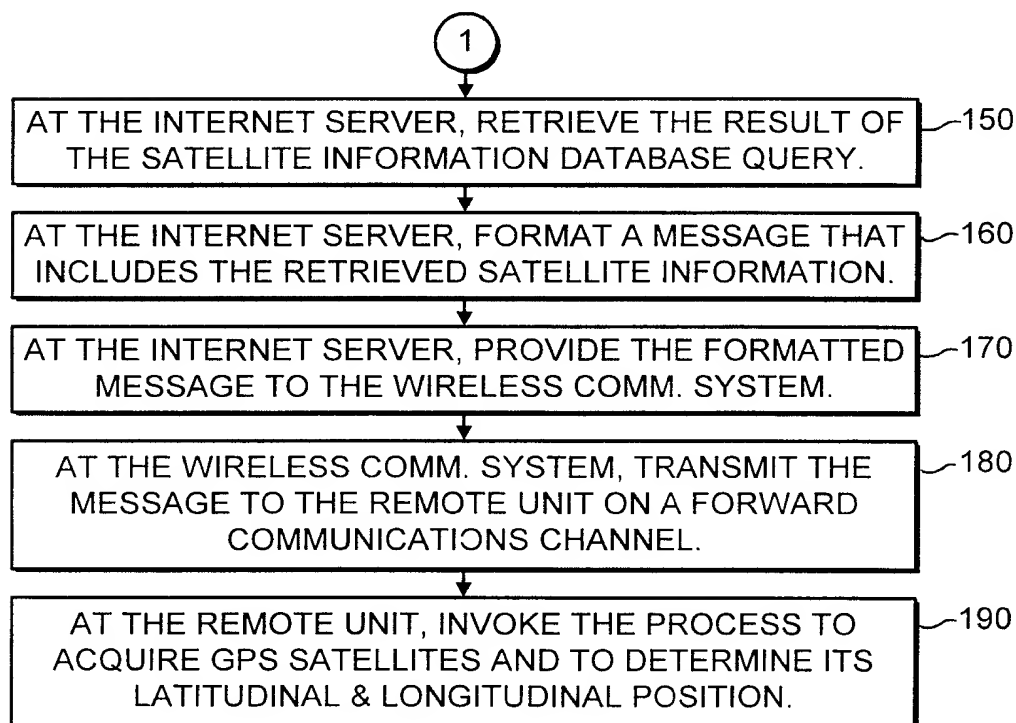 1
AT THE INTERNET SERVER, RETRIEVE THE RESULT OF
THE SATELLITE INFORMATION DATABASE QUERY.
150
AT THE INTERNET SERVER, FORMAT A MESSAGE THAT
INCLUDES THE RETRIEVED SATELLITE INFORMATION.
160
AT THE INTERNET SERVER, PROVIDE THE FORMATTED
MESSAGE TO THE WIRELESS COMM. SYSTEM.
170
AT THE WIRELESS COMM. SYSTEM, TRANSMIT THE
MESSAGE TO THE REMOTE UNIT ON A FORWARD
COMMUNICATIONS CHANNEL.
180
AT THE REMOTE UNIT, INVOKE THE PROCESS TO
ACQUIRE GPS SATELLITES AND TO DETERMINE ITS
LATITUDINAL & LONGITUDINAL POSITION.
190